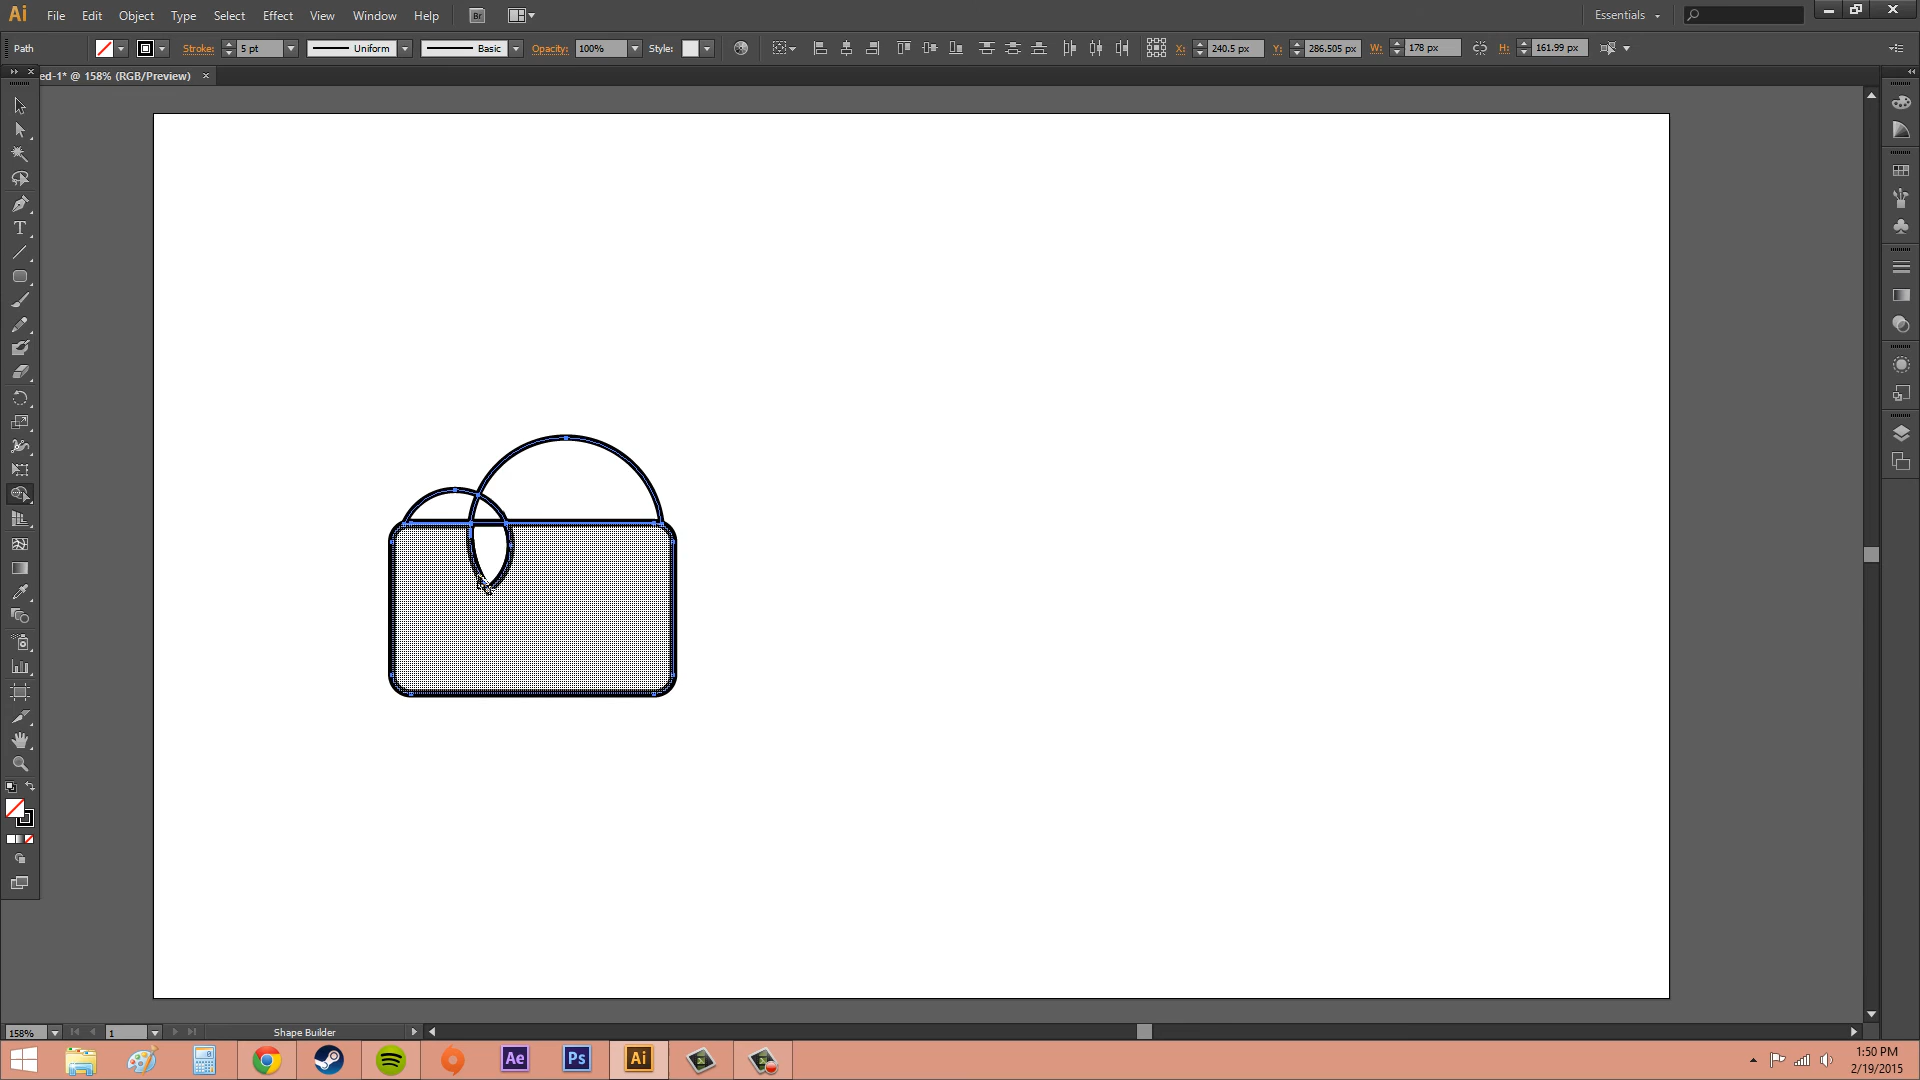 Ai File Edit Object Type Select Effect View Window Help Br Essentials
Path Stroke: 5 pt Uniform Basic Opacity: 100% Style: X: 240.5 px Y: 286.505 px W: 178 px H: 161.99 px
ed-1* @ 158% (RGB/Preview) ×
T
158% 1 Shape Builder
Ae Ps Ai
1:50 PM
2/19/2015